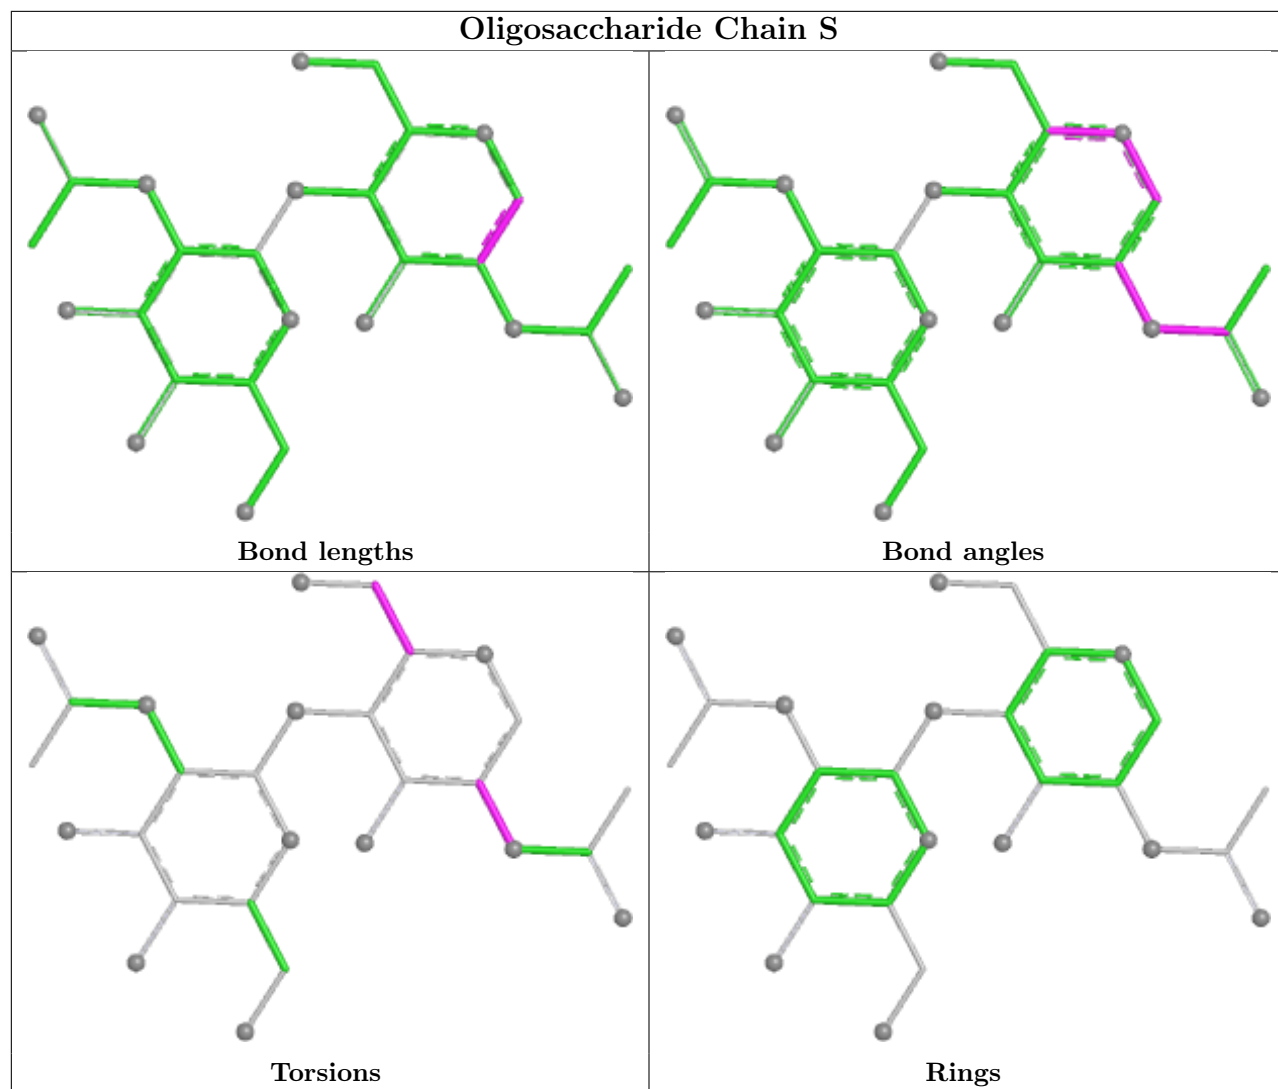 Oligosaccharide Chain S
Bond lengths
Bond angles
Torsions
Rings